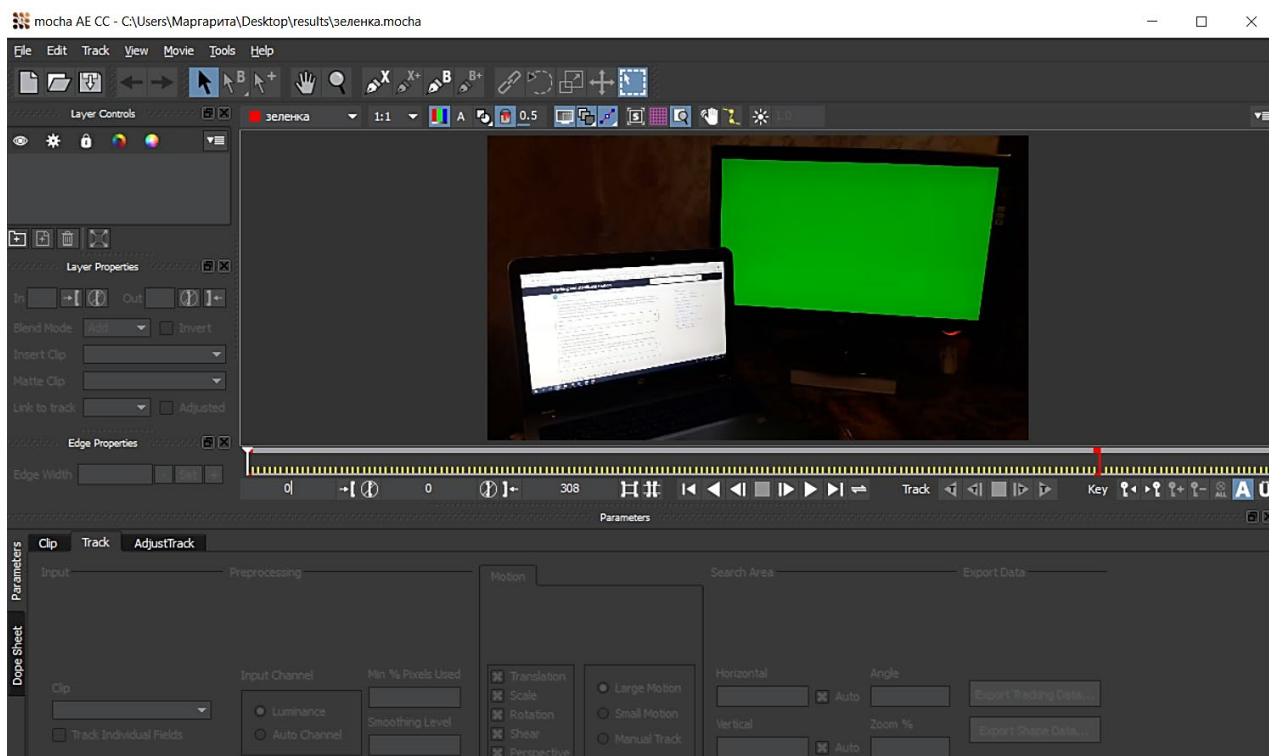 mocha AE CC - C:\Users\Маргарита\Desktop\results\зеленка.mocha
File Edit Track View Movie Tools Help
B + X X+ B B+
Layer Controls
зеленка 1:1 A 0.5 1.0
Layer Properties
In Out
Blend Mode Add Invert
Insert Clip
Matte Clip
Link to track Adjusted
Edge Properties
Edge Width - Set +
0 0 308 Track Key ALL A Ü
Parameters
Parameters
Dope Sheet
Clip Track AdjustTrack
Input Preprocessing Motion Search Area Export Data
Input Channel Min % Pixels Used Translation Large Motion Horizontal Angle
Clip Luminance Scale Small Motion Auto Export Tracking Data...
Track Individual Fields Auto Channel Smoothing Level Rotation Manual Track Vertical Zoom %
Shear Auto Export Shape Data...
Perspective